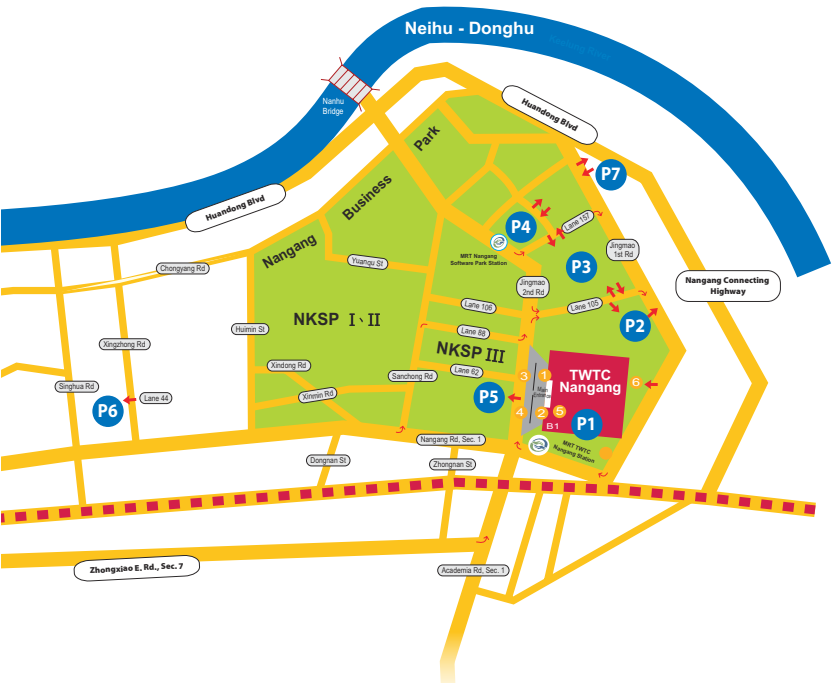 Neihu - Donghu
Keelung River
Nanhu
Bridge
Huandong Blvd
P7
Park
Business
Nangang
Huandong Blvd
Lane 157
P4
MRT Nangang
Software Park Station
Jingmao
1st Rd
P3
Chongyang Rd
Yuanqu St
Nangang Connecting
Highway
Jingmao
2nd Rd
Lane 106
Lane 105
P2
NKSP I、II
Huimin St
Lane 88
Xingzhong Rd
NKSP III
Xindong Rd
Lane 62
Sanchong Rd
TWTC
Nangang
3
1
Main
Entrance
6
Singhua Rd
Lane 44
P6
Xinmin Rd
P5
4
2
5
B1
P1
Nangang Rd, Sec. 1
MRT TWTC
Nangang Station
Dongnan St
Zhongnan St
Zhongxiao E. Rd., Sec. 7
Academia Rd, Sec. 1